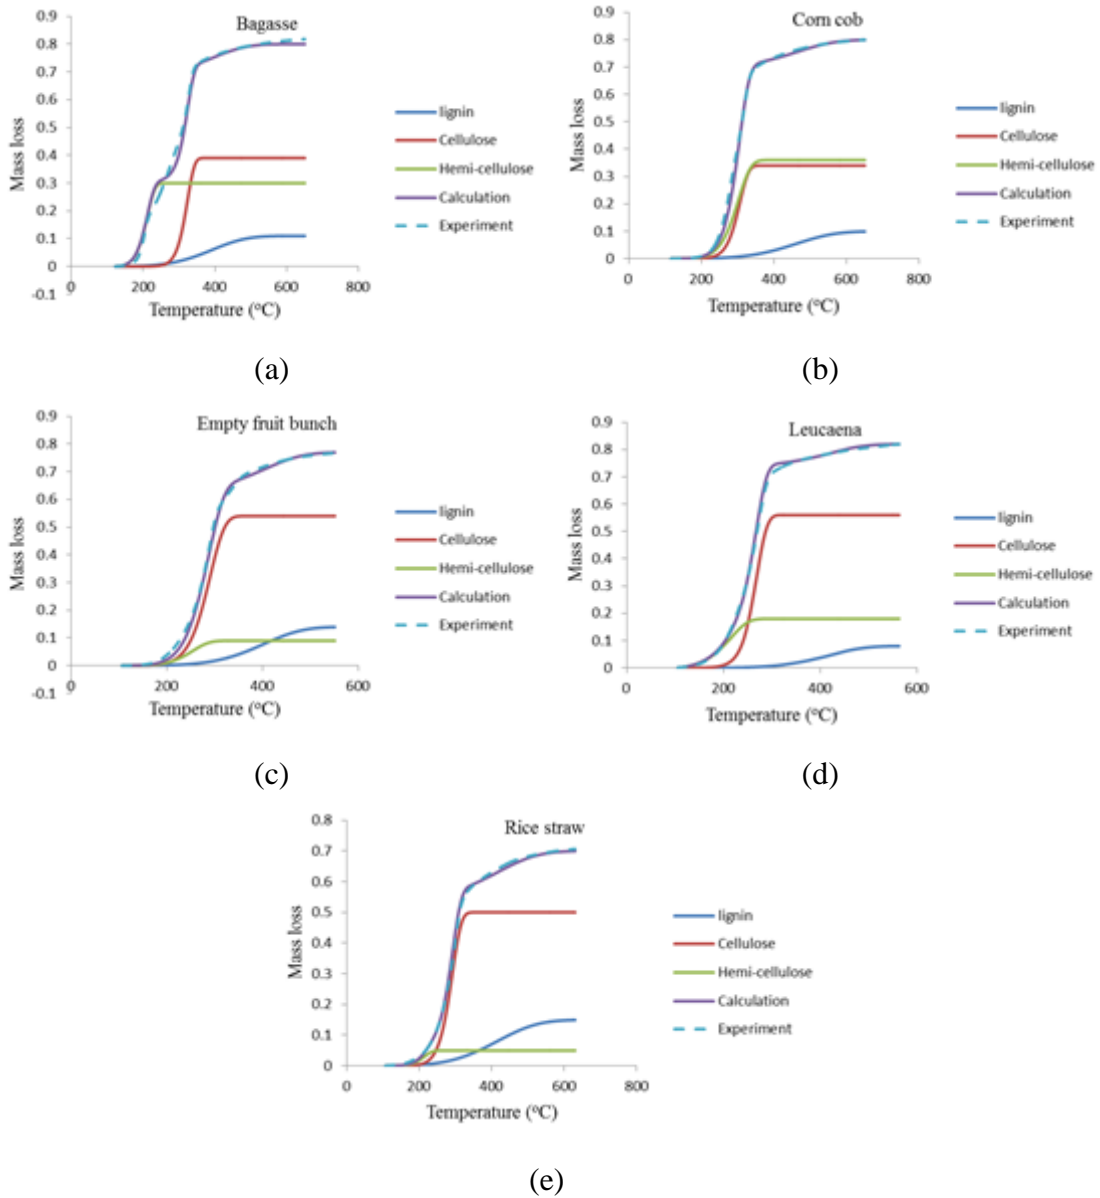 Bagasse
0.9
0.8
0.7
0.6
0.5
0.4
0.3
0.2
0.1
0
-0.1
0 200 400 600 800
Mass loss
Temperature (°C)
lignin
Cellulose
Hemi-cellulose
Calculation
Experiment
(a)
Corn cob
0.9
0.8
0.7
0.6
0.5
0.4
0.3
0.2
0.1
0
0 200 400 600 800
Mass loss
Temperature (°C)
lignin
Cellulose
Hemi-cellulose
Calculation
Experiment
(b)
Empty fruit bunch
0.9
0.8
0.7
0.6
0.5
0.4
0.3
0.2
0.1
0
-0.1
0 200 400 600
Mass loss
Temperature (°C)
lignin
Cellulose
Hemi-cellulose
Calculation
Experiment
(c)
Leucaena
0.9
0.8
0.7
0.6
0.5
0.4
0.3
0.2
0.1
0
0 200 400 600
Mass loss
Temperature (°C)
lignin
Cellulose
Hemi-cellulose
Calculation
Experiment
(d)
Rice straw
0.8
0.7
0.6
0.5
0.4
0.3
0.2
0.1
0
0 200 400 600 800
Mass loss
Temperature (°C)
lignin
Cellulose
Hemi-cellulose
Calculation
Experiment
(e)